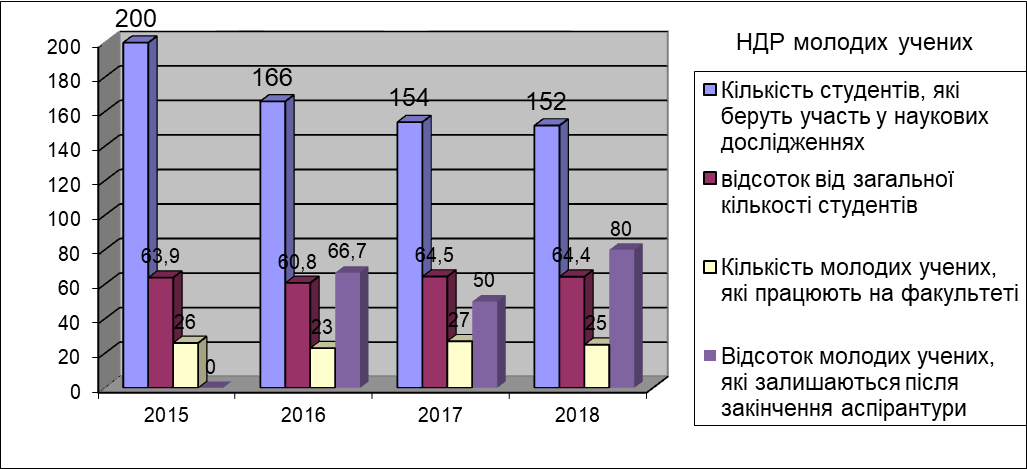 НДР молодих учених
200
166
154
152
200
180
160
140
120
100
80
60
40
20
0
63,9
26
0
60,8
23
66,7
64,5
27
50
64,4
25
80
2015
2016
2017
2018
Кількість студентів, які
беруть участь у наукових
дослідженнях
відсоток від загальної
кількості студентів
Кількість молодих учених,
які працюють на факультеті
Відсоток молодих учених,
які залишаються після
закінчення аспірантури